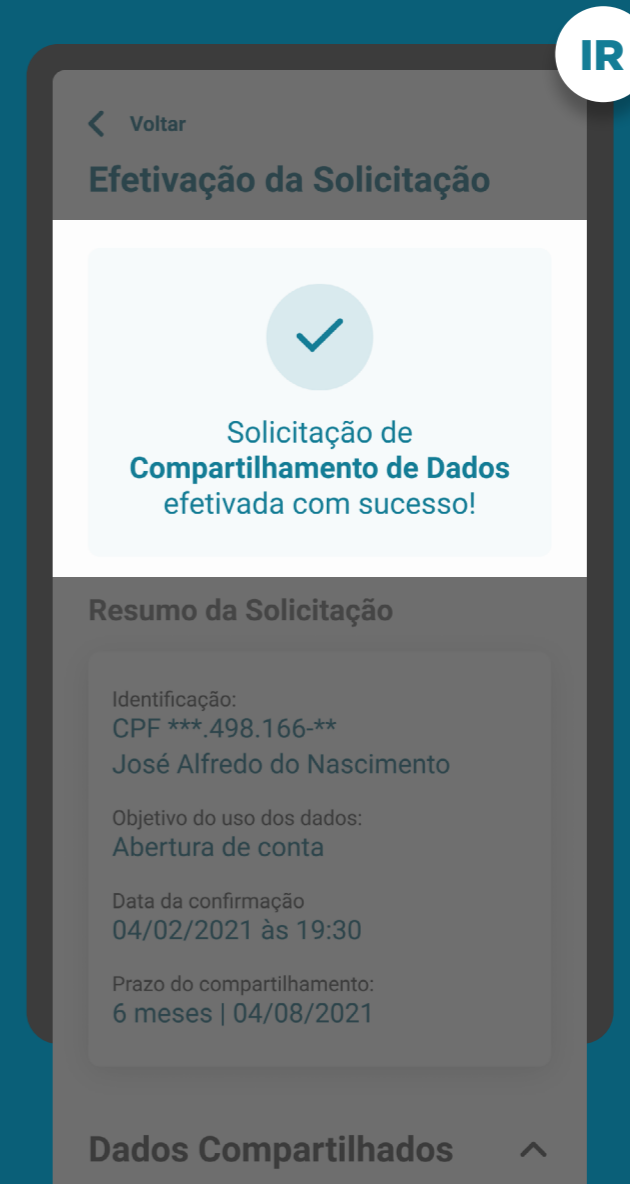 IR
Voltar
Efetivação da Solicitação
Solicitação de
Compartilhamento de Dados
efetivada com sucesso!
Resumo da Solicitação
Identificação:
CPF ***.498.166-**
José Alfredo do Nascimento
Objetivo do uso dos dados:
Abertura de conta
Data da confirmação
04/02/2021 às 19:30
Prazo do compartilhamento:
6 meses | 04/08/2021
Dados Compartilhados